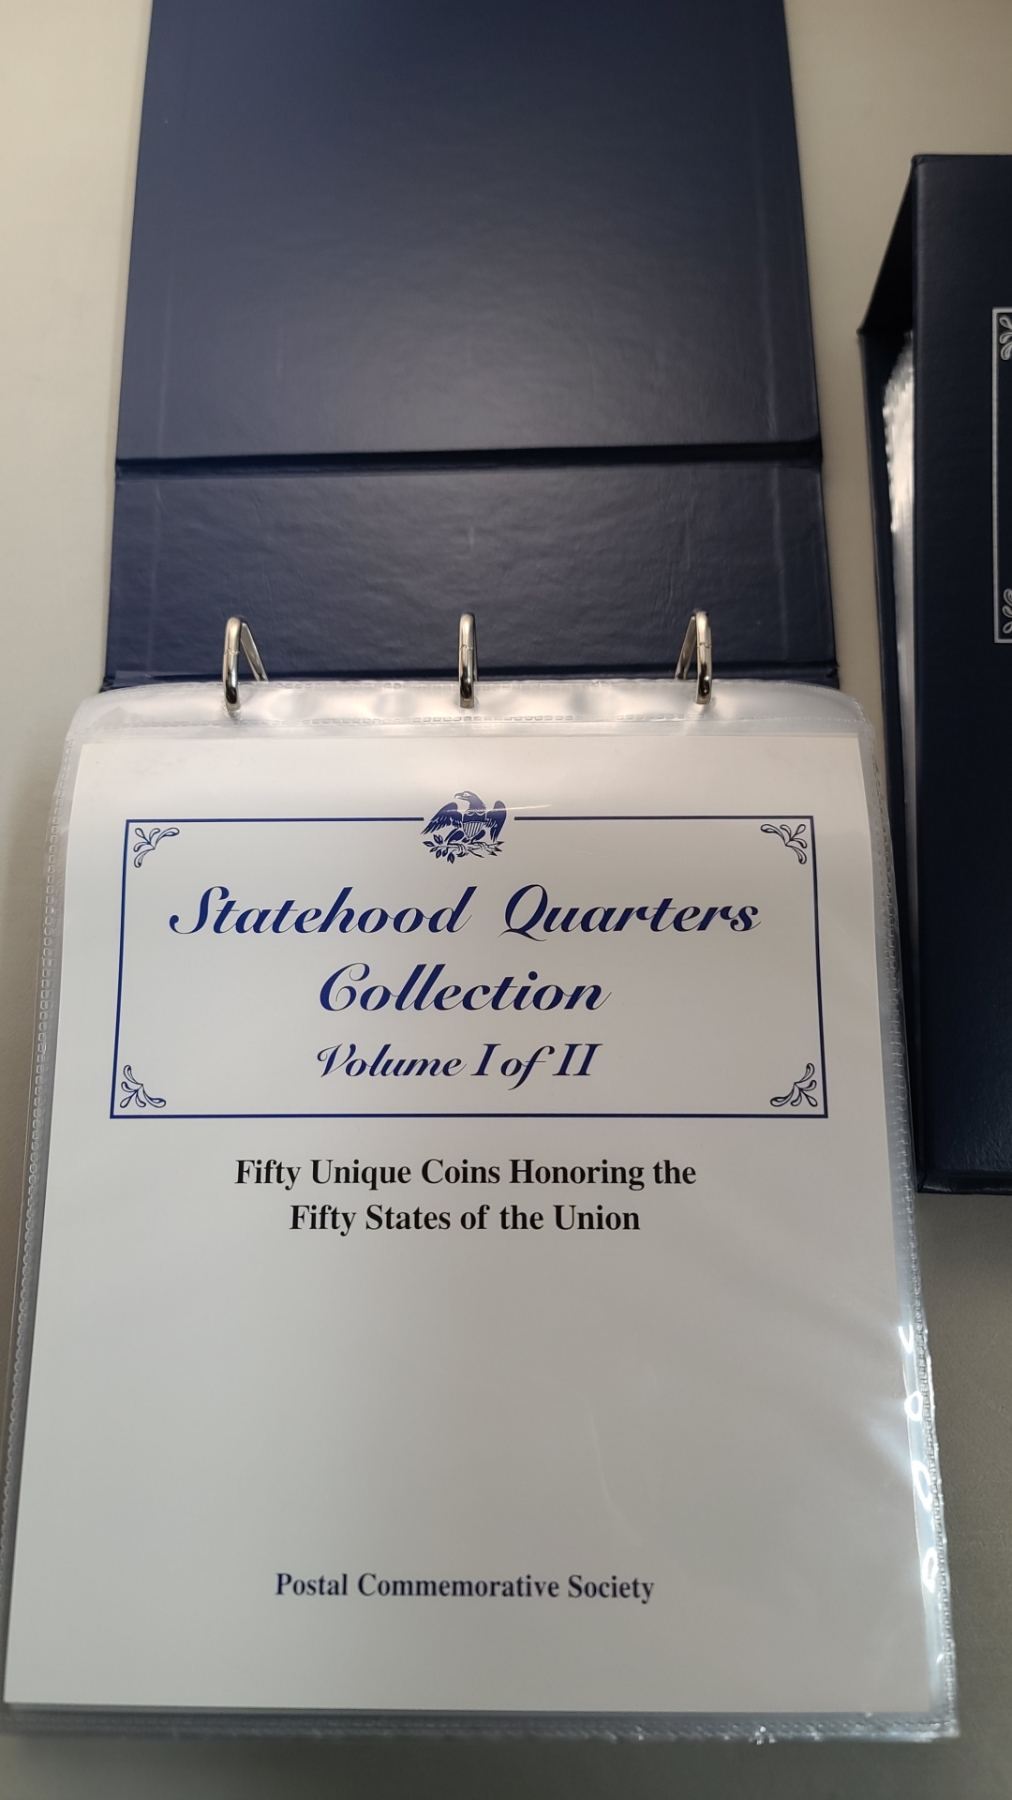 Statehood Quarters
Collection
Volume I of II
Fifty Unique Coins Honoring the
Fifty States of the Union
Postal Commemorative Society